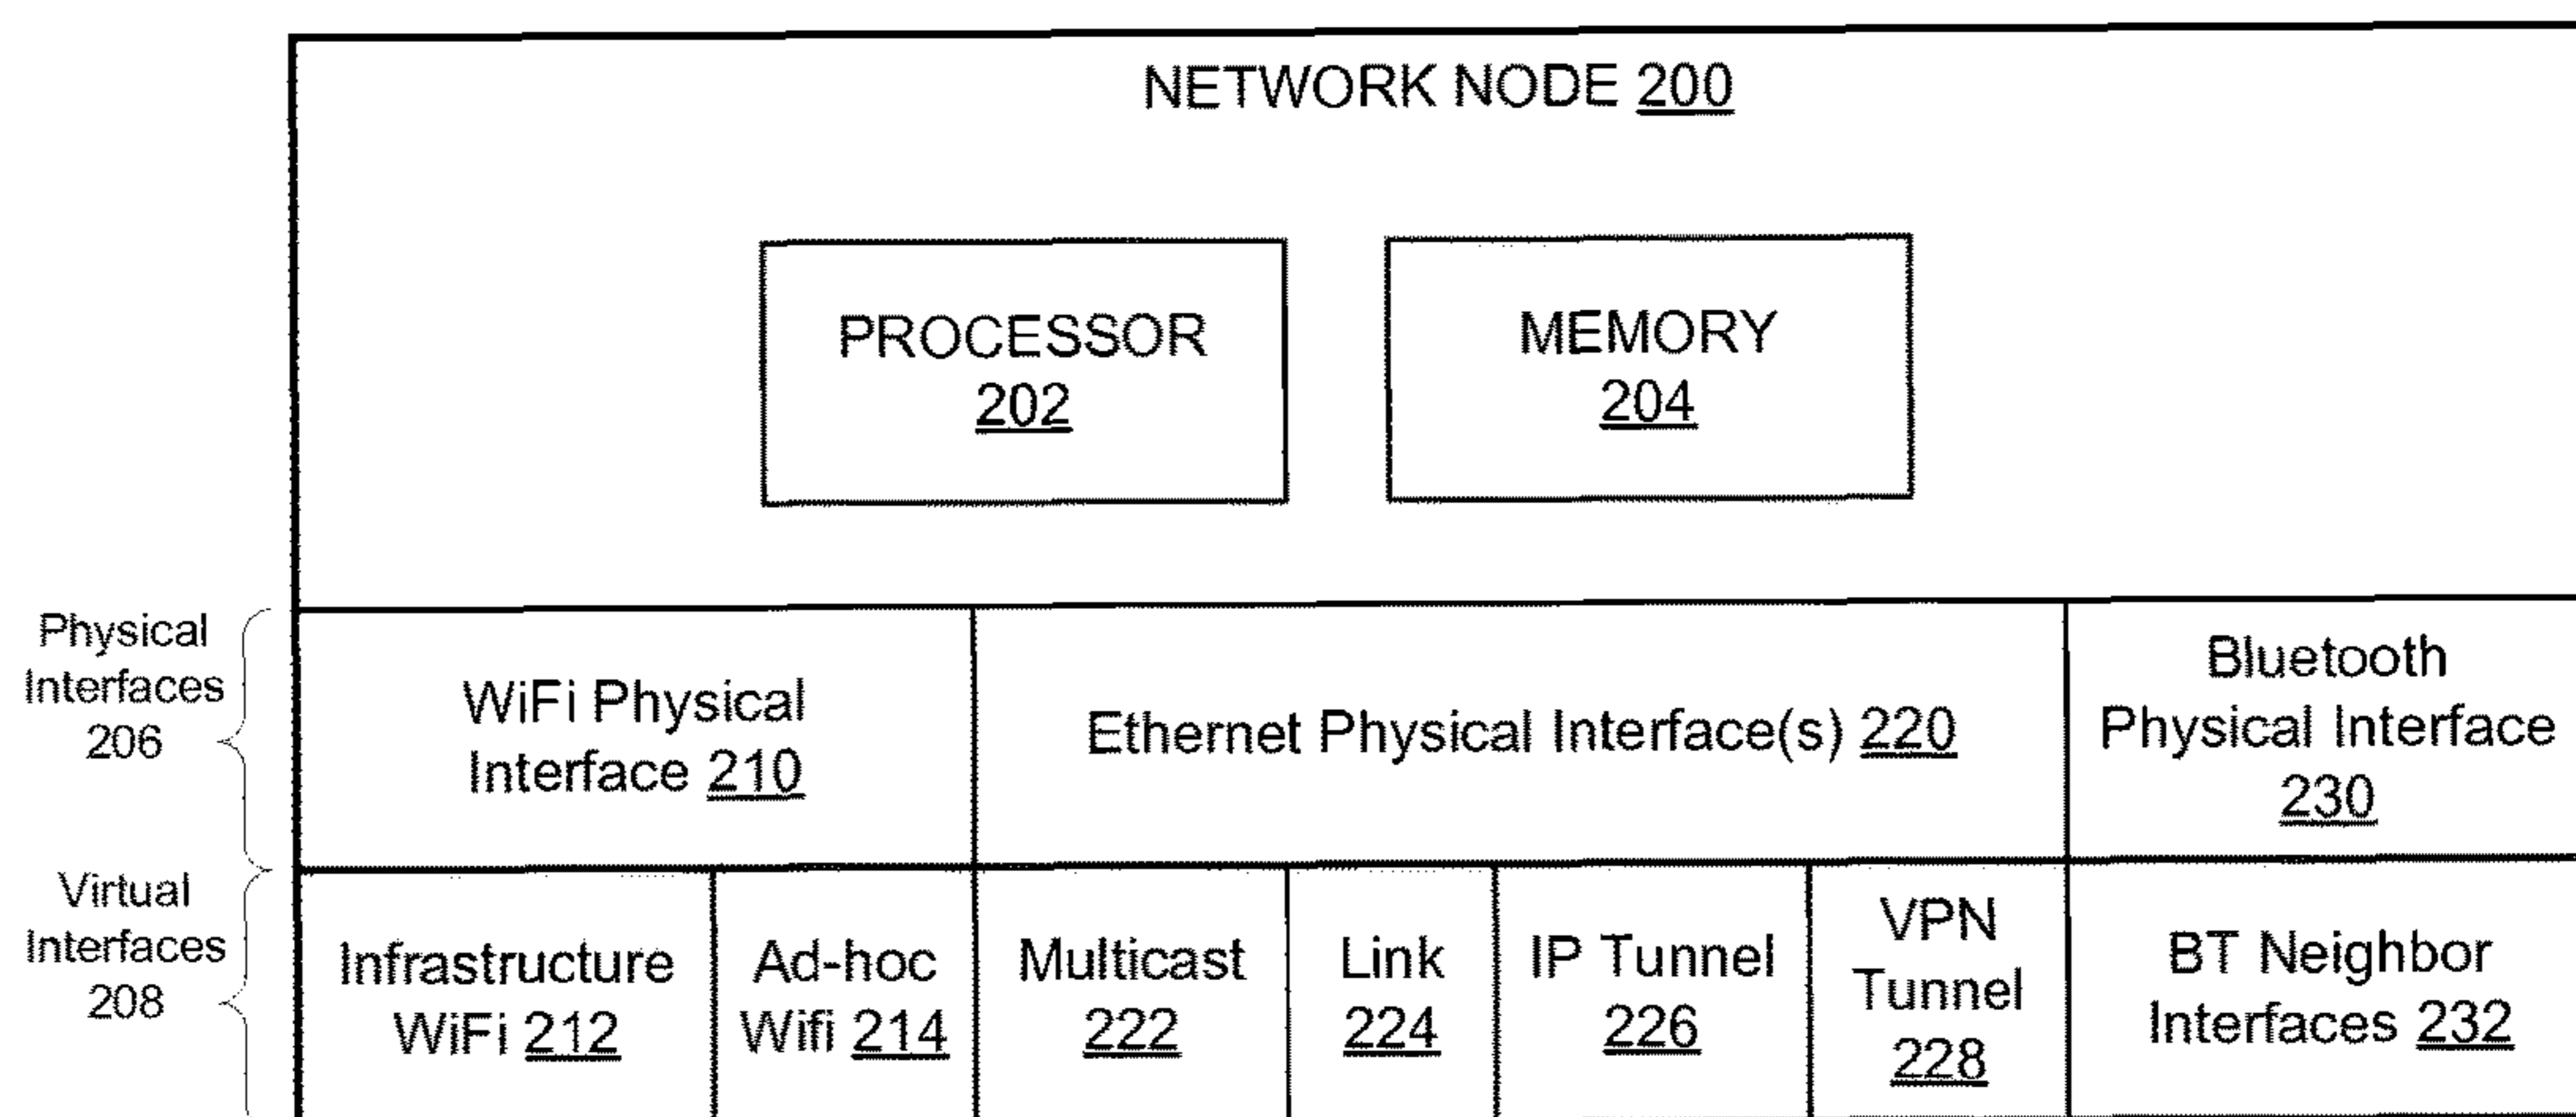 NETWORK NODE 200
PROCESSOR
202
MEMORY
204
Physical
Interfaces
206
WiFi Physical
Interface 210
Ethernet Physical Interface(s) 220
Bluetooth
Physical Interface
230
Virtual
Interfaces
208
Infrastructure
WiFi 212
Ad-hoc
Wifi 214
Multicast
222
Link
224
IP Tunnel
226
VPN
Tunnel
228
BT Neighbor
Interfaces 232